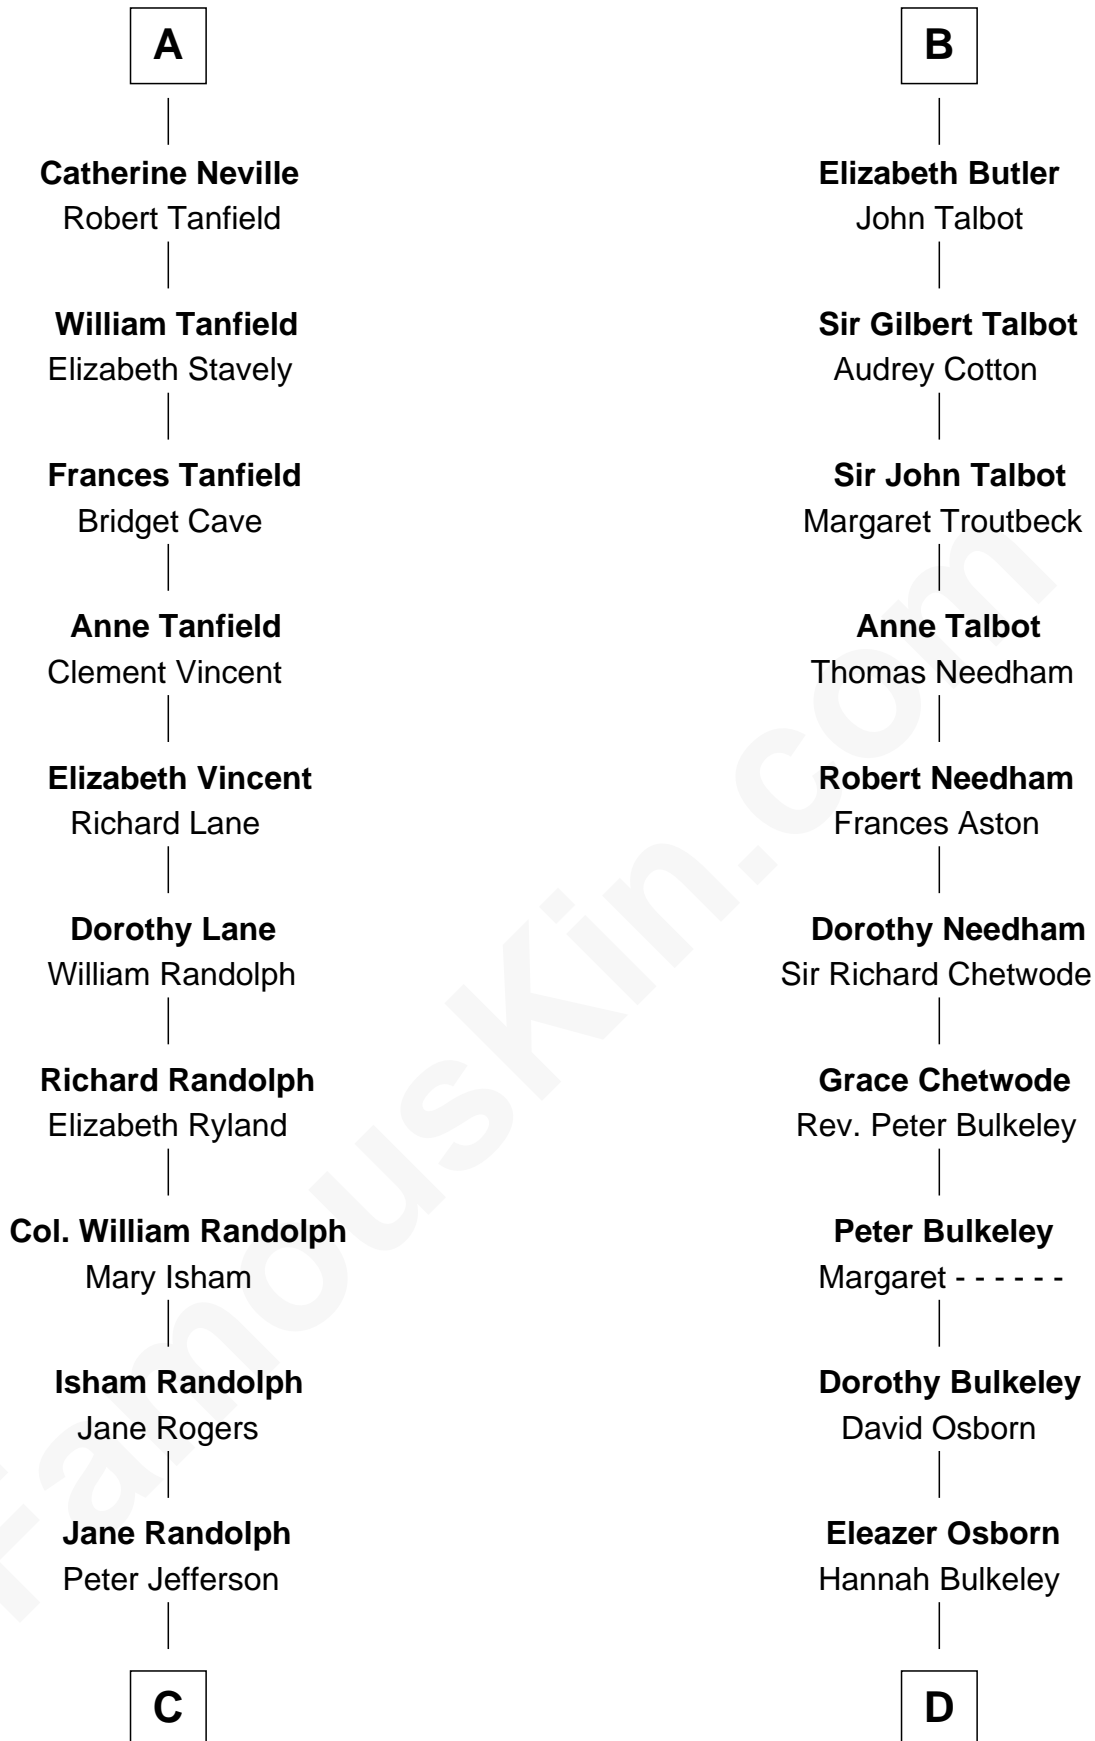 A
Catherine Neville
Robert Tanfield
William Tanfield
Elizabeth Stavely
Frances Tanfield
Bridget Cave
Anne Tanfield
Clement Vincent
Elizabeth Vincent
Richard Lane
Dorothy Lane
William Randolph
Richard Randolph
Elizabeth Ryland
Col. William Randolph
Mary Isham
Isham Randolph
Jane Rogers
Jane Randolph
Peter Jefferson
C
B
Elizabeth Butler
John Talbot
Sir Gilbert Talbot
Audrey Cotton
Sir John Talbot
Margaret Troutbeck
Anne Talbot
Thomas Needham
Robert Needham
Frances Aston
Dorothy Needham
Sir Richard Chetwode
Grace Chetwode
Rev. Peter Bulkeley
Peter Bulkeley
Margaret - - - - - -
Dorothy Bulkeley
David Osborn
Eleazer Osborn
Hannah Bulkeley
D
FamousKin.com